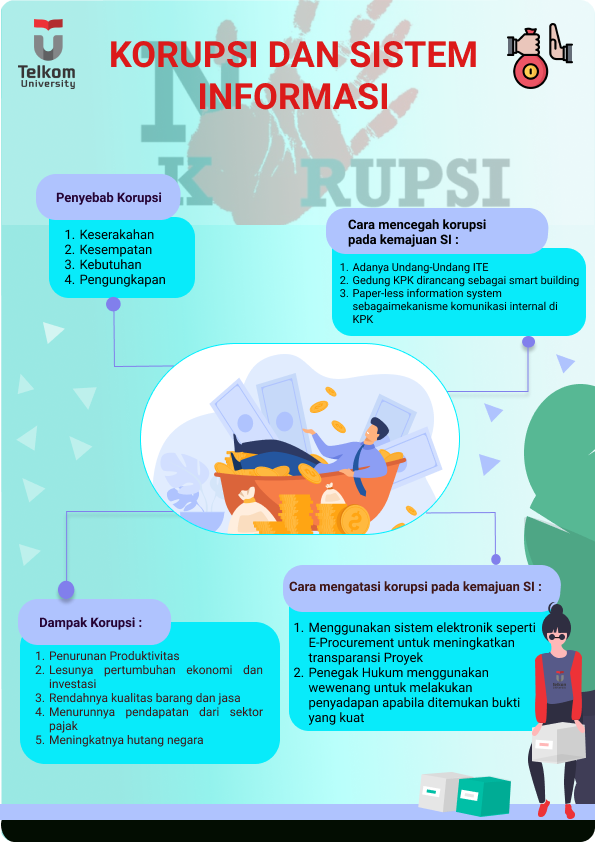 Telkom
University
KORUPSI DAN SISTEM
INFORMASI
N
K RUPSI
Penyebab Korupsi
1. Keserakahan
2. Kesempatan
3. Kebutuhan
4. Pengungkapan
Cara mencegah korupsi
pada kemajuan SI :
1. Adanya Undang-Undang ITE
2. Gedung KPK dirancang sebagai smart building
3. Paper-less information system
sebagaimekanisme komunikasi internal di
KPK
Dampak Korupsi :
1. Penurunan Produktivitas
2. Lesunya pertumbuhan ekonomi dan
investasi
3. Rendahnya kualitas barang dan jasa
4. Menurunnya pendapatan dari sektor
pajak
5. Meningkatnya hutang negara
Cara mengatasi korupsi pada kemajuan SI :
1. Menggunakan sistem elektronik seperti
E-Procurement untuk meningkatkan
transparansi Proyek
2. Penegak Hukum menggunakan
wewenang untuk melakukan
penyadapan apabila ditemukan bukti
yang kuat